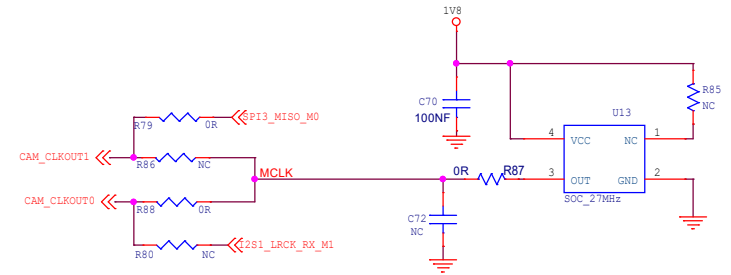 1V8
R85
NC
C70
100NF
U13
R79
0R
SPI3_MISO_M0
4
VCC
NC
1
CAM_CLKOUT1
R86
NC
MCLK
0R
R87
3
OUT
GND
2
CAM_CLKOUT0
R88
0R
SOC_27MHz
C72
NC
R80
NC
I2S1_LRCK_RX_M1